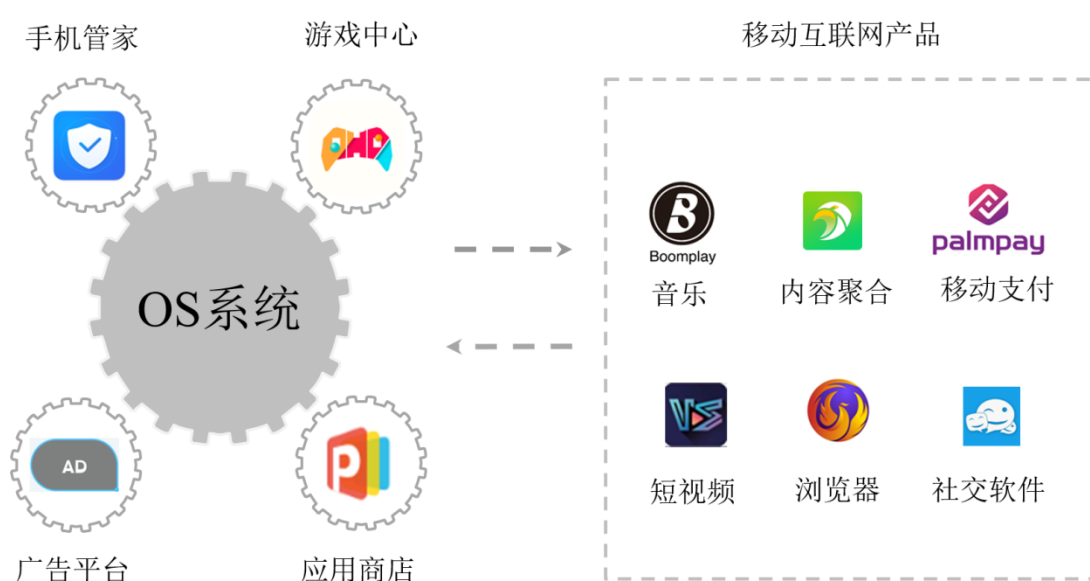 手机管家
游戏中心
移动互联网产品
OS系统
B
Boomplay
音乐
内容聚合
palmpay
移动支付
AD
P
VS
短视频
浏览器
社交软件
广告平台
应用商店